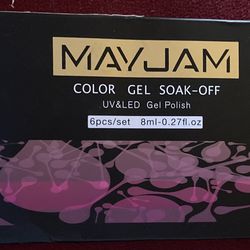 MAYJAM
COLOR GEL SOAK-OFF
UV&LED Gel Polish
6pcs/set 8ml-0.27fl.oz